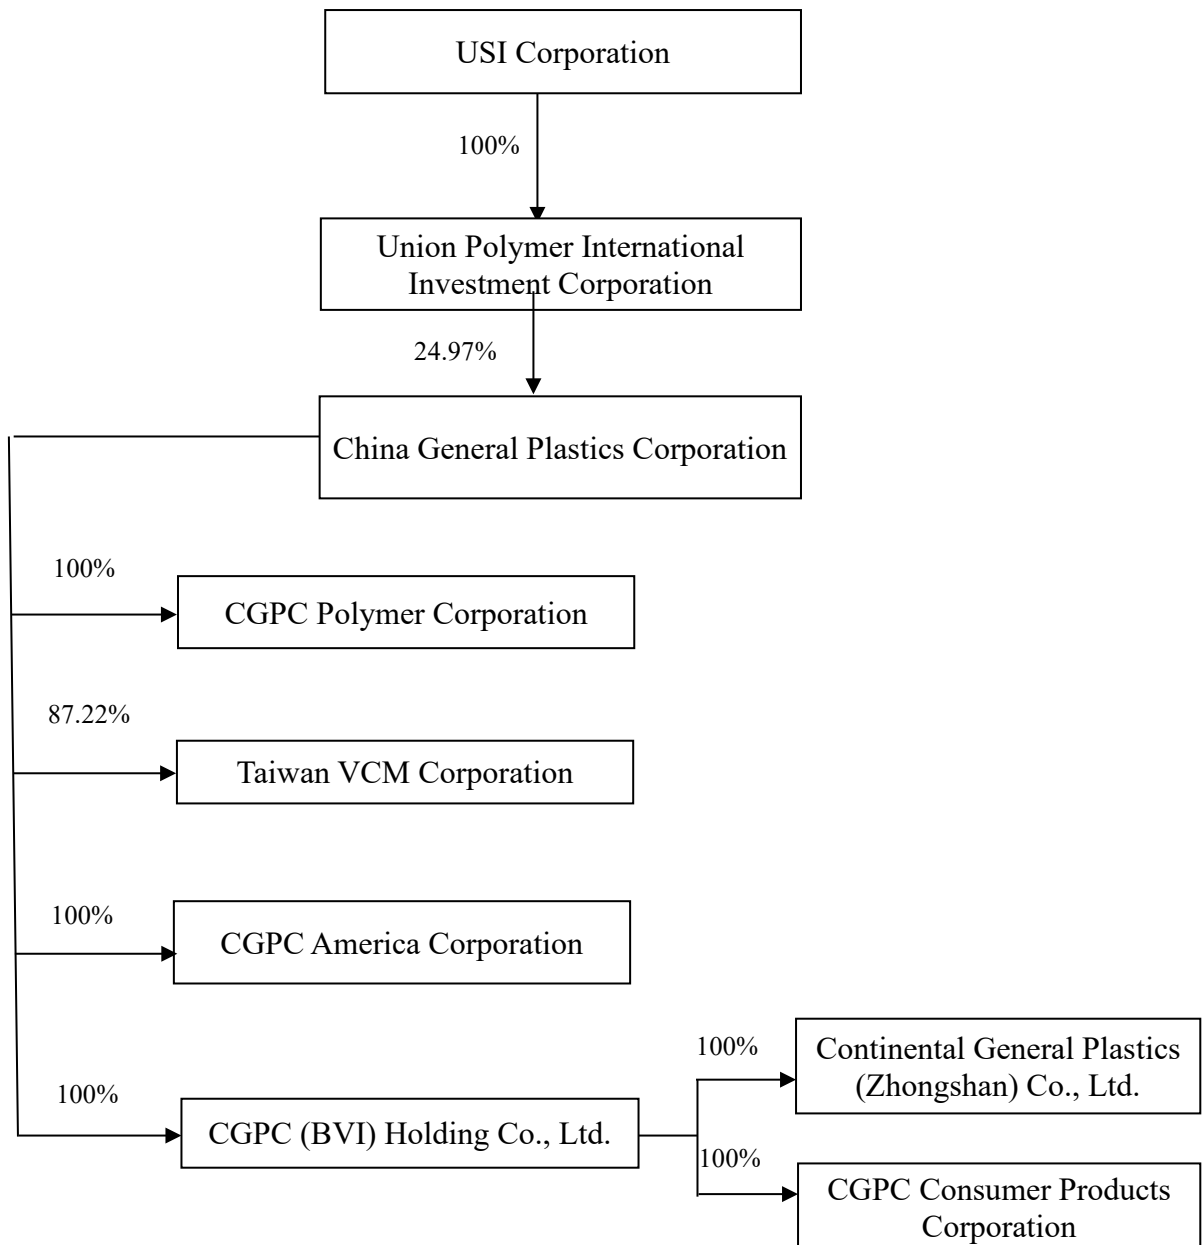 USI Corporation
100%
Union Polymer International
Investment Corporation
24.97%
China General Plastics Corporation
100%
CGPC Polymer Corporation
87.22%
Taiwan VCM Corporation
100%
CGPC America Corporation
100%
CGPC (BVI) Holding Co., Ltd.
100%
Continental General Plastics
(Zhongshan) Co., Ltd.
100%
CGPC Consumer Products
Corporation